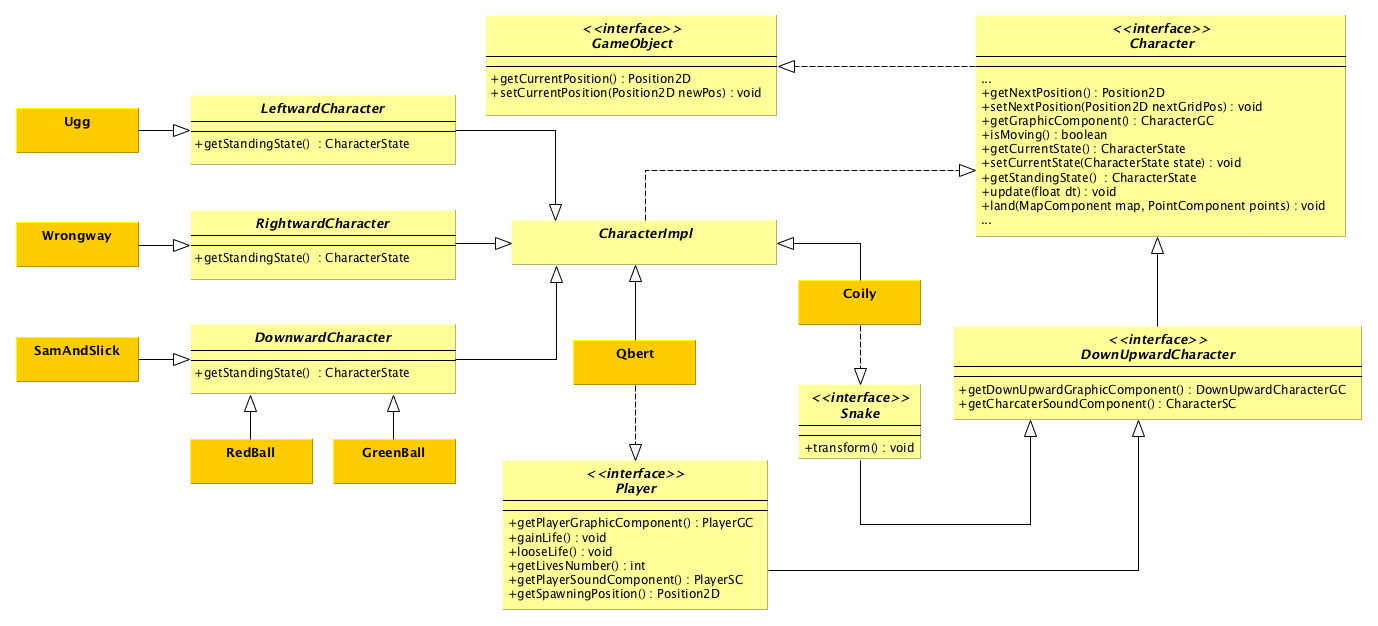 <<interface>>
GameObject
+getCurrentPosition() : Position2D
+setCurrentPosition(Position2D newPos) : void
<<interface>>
Character
...
+getNextPosition() : Position2D
+setNextPosition(Position2D nextGridPos) : void
+getGraphicComponent() : CharacterGC
+isMoving() : boolean
+getCurrentState() : CharacterState
+setCurrentState(CharacterState state) : void
+getStandingState()  : CharacterState
+update(float dt) : void
+land(MapComponent map, PointComponent points) : void
...
Ugg
LeftwardCharacter
+getStandingState()  : CharacterState
Wrongway
RightwardCharacter
+getStandingState()  : CharacterState
CharacterImpl
Coily
SamAndSlick
DownwardCharacter
+getStandingState()  : CharacterState
Qbert
<<interface>>
DownUpwardCharacter
+getDownUpwardGraphicComponent() : DownUpwardCharacterGC
+getCharcaterSoundComponent() : CharacterSC
<<interface>>
Snake
+transform() : void
RedBall
GreenBall
<<interface>>
Player
+getPlayerGraphicComponent() : PlayerGC
+gainLife() : void
+looseLife() : void
+getLivesNumber() : int
+getPlayerSoundComponent() : PlayerSC
+getSpawningPosition() : Position2D